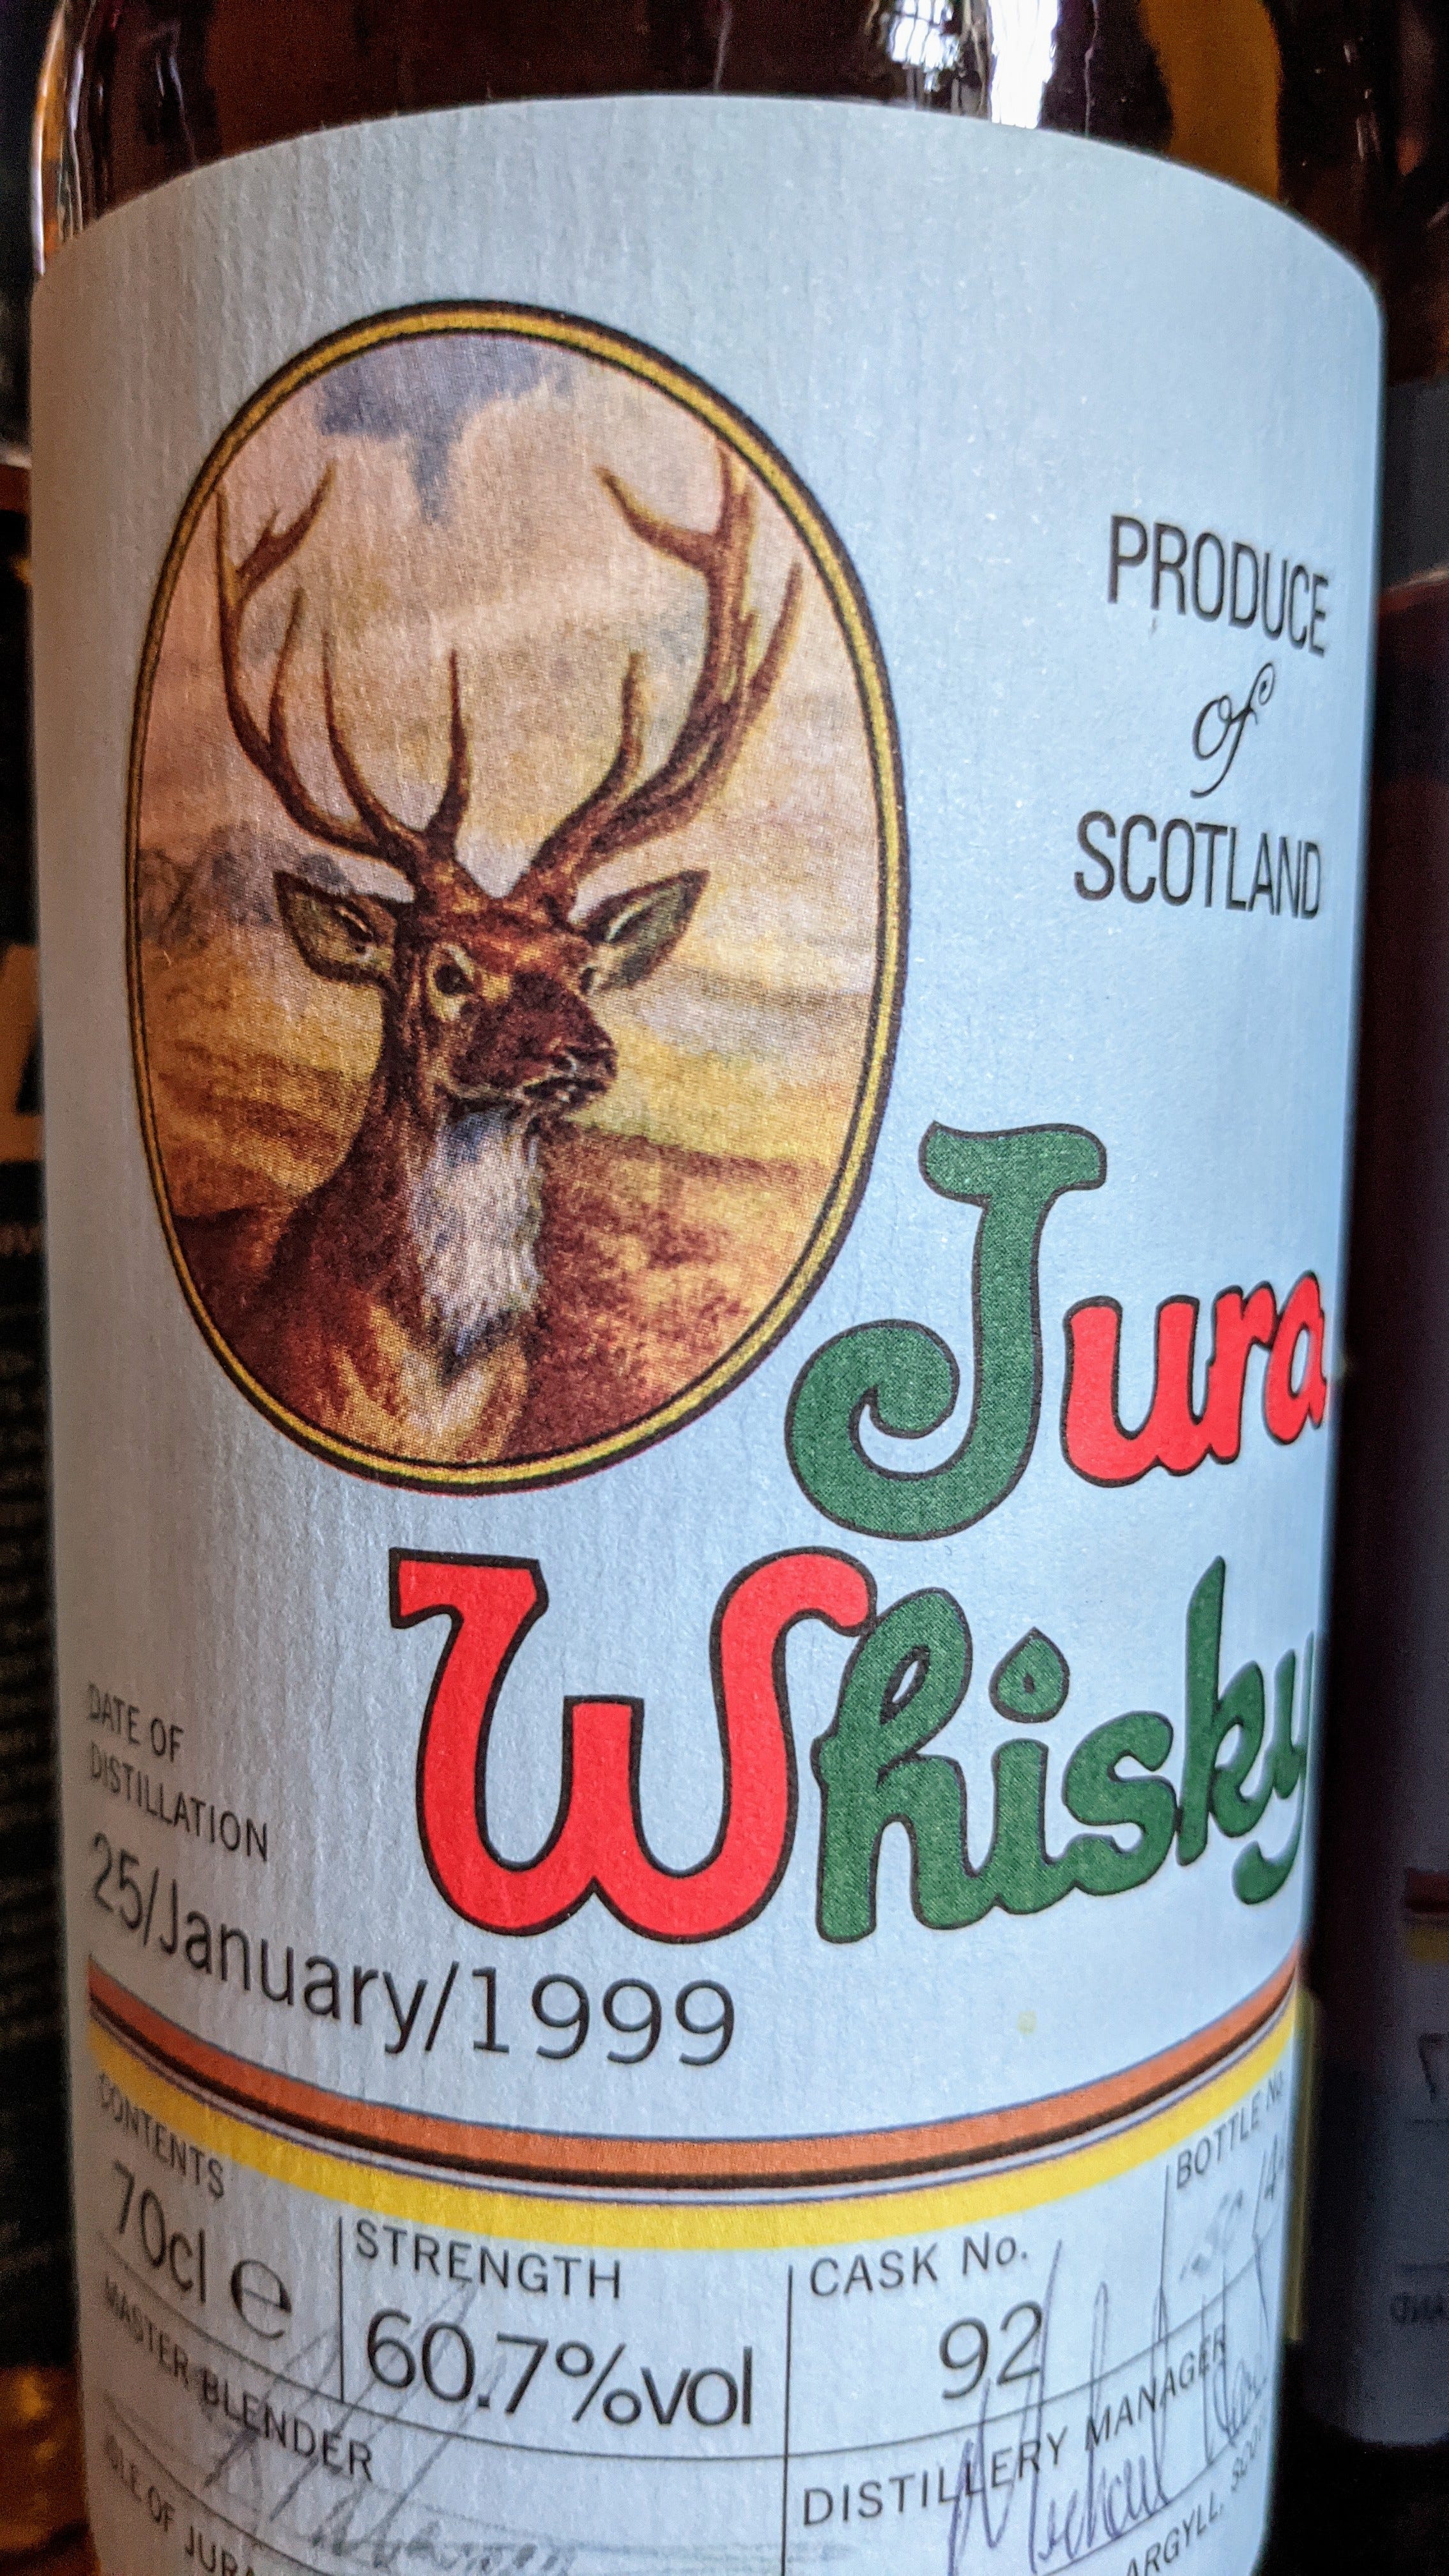 PRODUCE
of
SCOTLAND
Jura
Whisky
DATE OF
DISTILLATION
25/January/1999
CONTENTS
70cl e
STRENGTH
60.7%vol
CASK No.
92
BOTTLE No.
MASTER BLENDER
DISTILLERY MANAGER
ISLE OF JURA
ARGYLL,